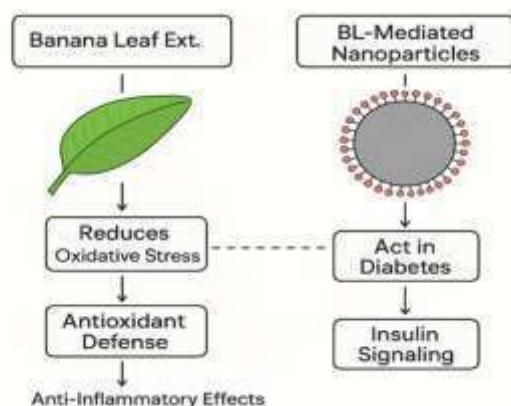 Banana Leaf Ext.
BL-Mediated
Nanoparticles
Reduces
Oxidative Stress
Act in
Diabetes
Antioxidant
Defense
Insulin
Signaling
Anti-Inflammatory Effects